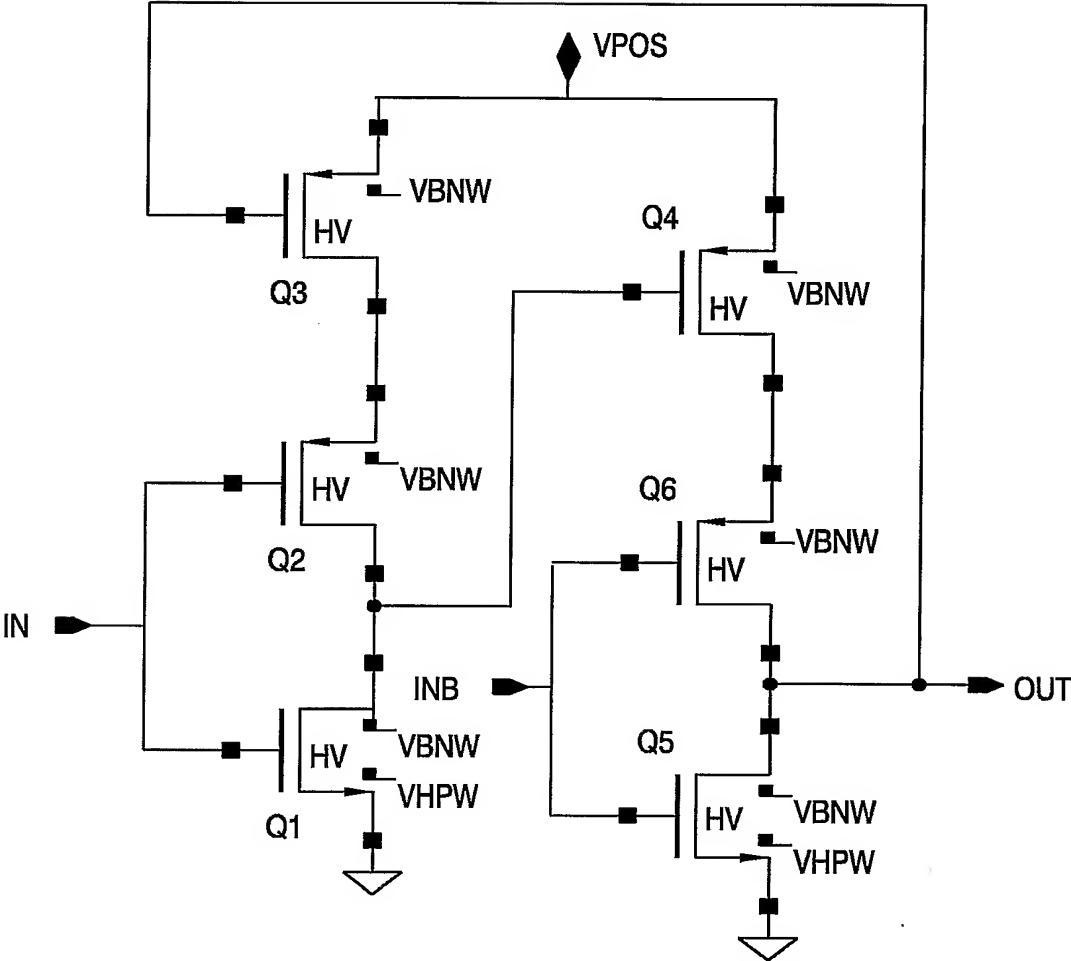 VPOS
VBNW
Q4
HV
Q3
VBNW
HV
Q6
VBNW
HV
Q2
VBNW
HV
IN
INB
OUT
Q5
VBNW
HV
VHPW
Q1
VBNW
HV
VHPW